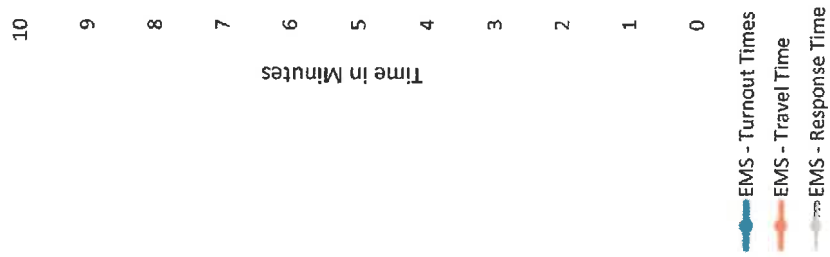 10
9
8
7
6
5
4
3
2
1
0
Time in Minutes
EMS - Turnout Times
EMS - Travel Time
EMS - Response Time